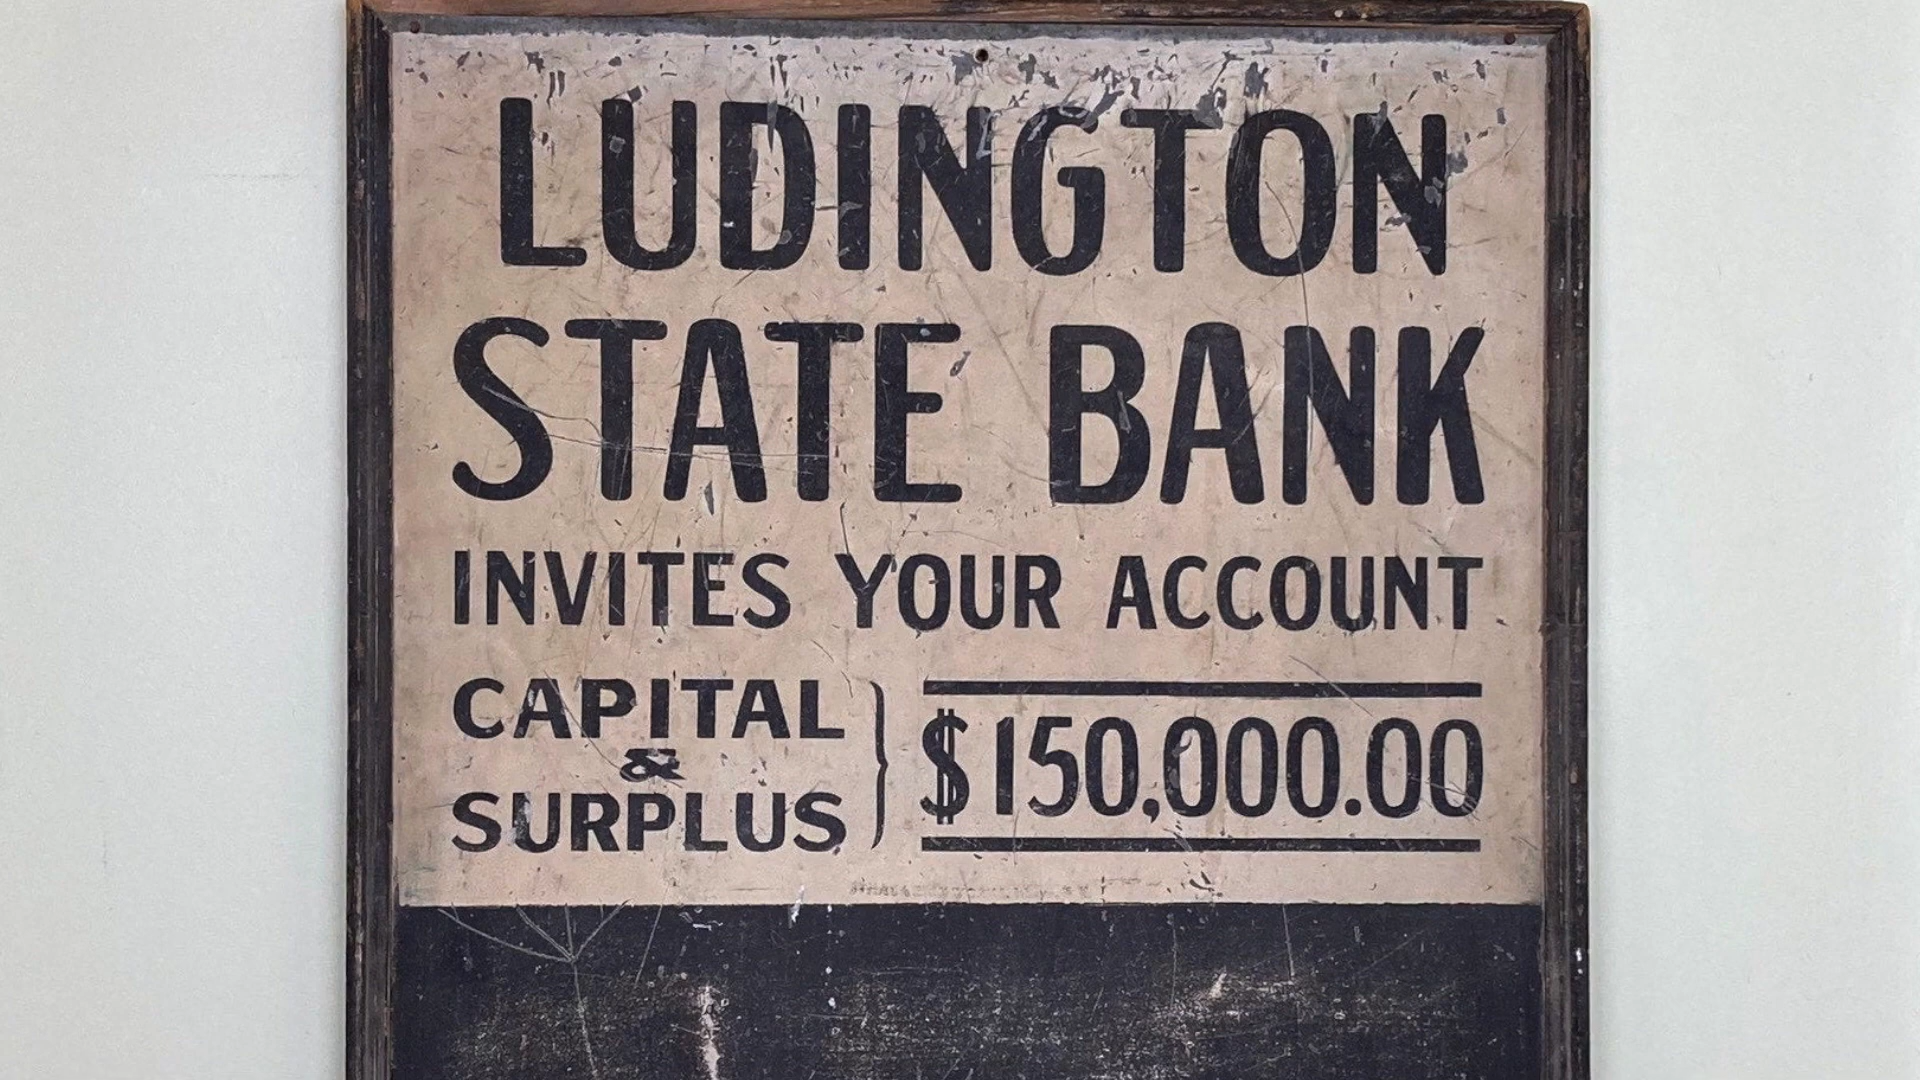 LUDINGTON
STATE BANK
INVITES YOUR ACCOUNT
CAPITAL
&
SURPLUS
$150,000.00